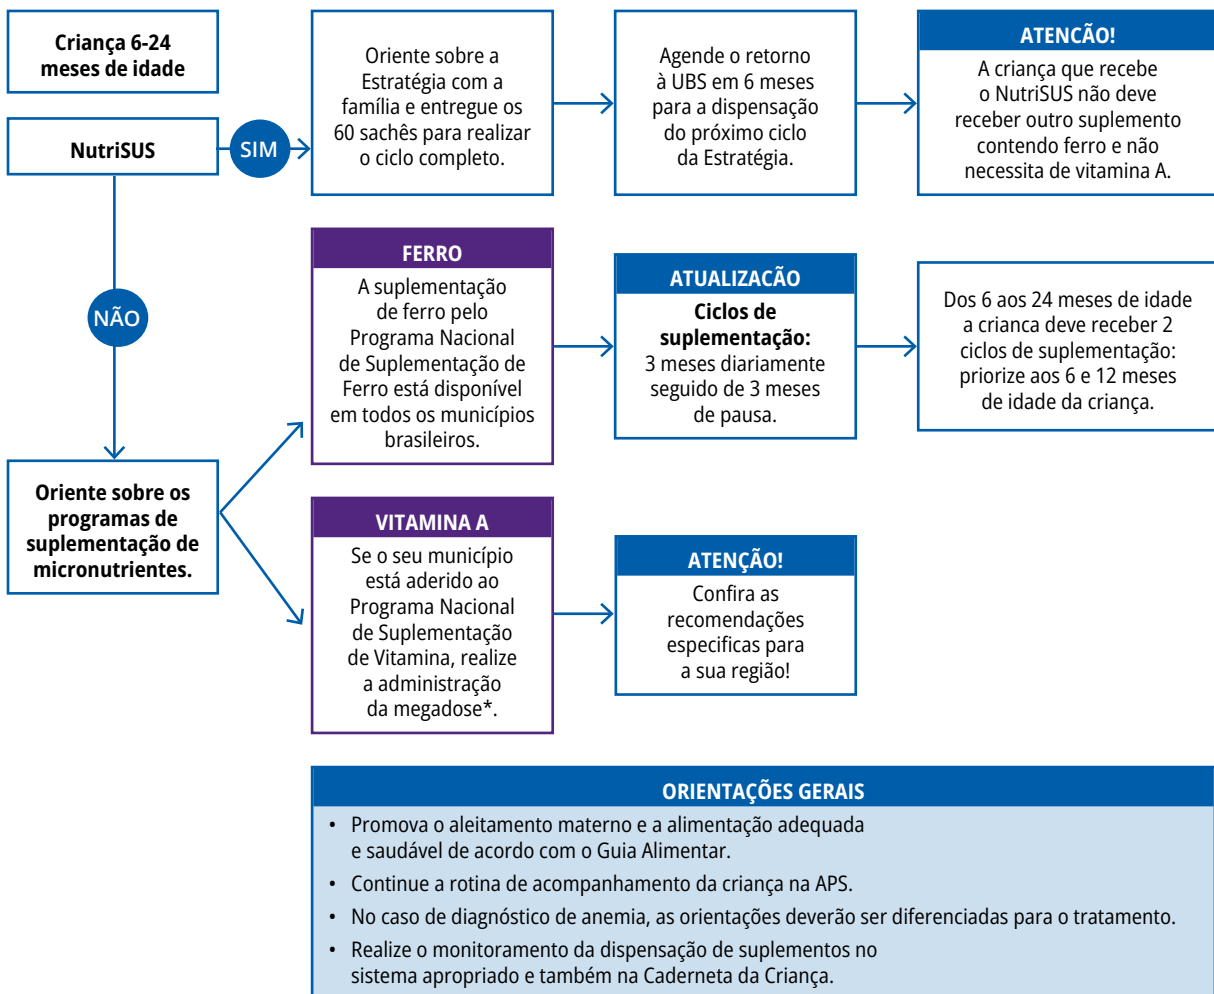 Criança 6-24
meses de idade
NutriSUS
SIM
Oriente sobre a
Estratégia com a
família e entregue os
60 sachês para realizar
o ciclo completo.
Agende o retorno
à UBS em 6 meses
para a dispensação
do próximo ciclo
da Estratégia.
ATENCÃO!
A criança que recebe
o NutriSUS não deve
receber outro suplemento
contendo ferro e não
necessita de vitamina A.
NÃO
Oriente sobre os
programas de
suplementação de
micronutrientes.
FERRO
A suplementação
de ferro pelo
Programa Nacional
de Suplementação de
Ferro está disponível
em todos os municípios
brasileiros.
ATUALIZACÃO
Ciclos de
suplementação:
3 meses diariamente
seguido de 3 meses
de pausa.
Dos 6 aos 24 meses de idade
a crianca deve receber 2
ciclos de suplementação:
priorize aos 6 e 12 meses
de idade da criança.
VITAMINA A
Se o seu município
está aderido ao
Programa Nacional
de Suplementação
de Vitamina, realize
a administração
da megadose*.
ATENÇÃO!
Confira as
recomendações
especificas para
a sua região!
ORIENTAÇÕES GERAIS
• Promova o aleitamento materno e a alimentação adequada
e saudável de acordo com o Guia Alimentar.
• Continue a rotina de acompanhamento da criança na APS.
• No caso de diagnóstico de anemia, as orientações deverão ser diferenciadas para o tratamento.
• Realize o monitoramento da dispensação de suplementos no
sistema apropriado e também na Caderneta da Criança.